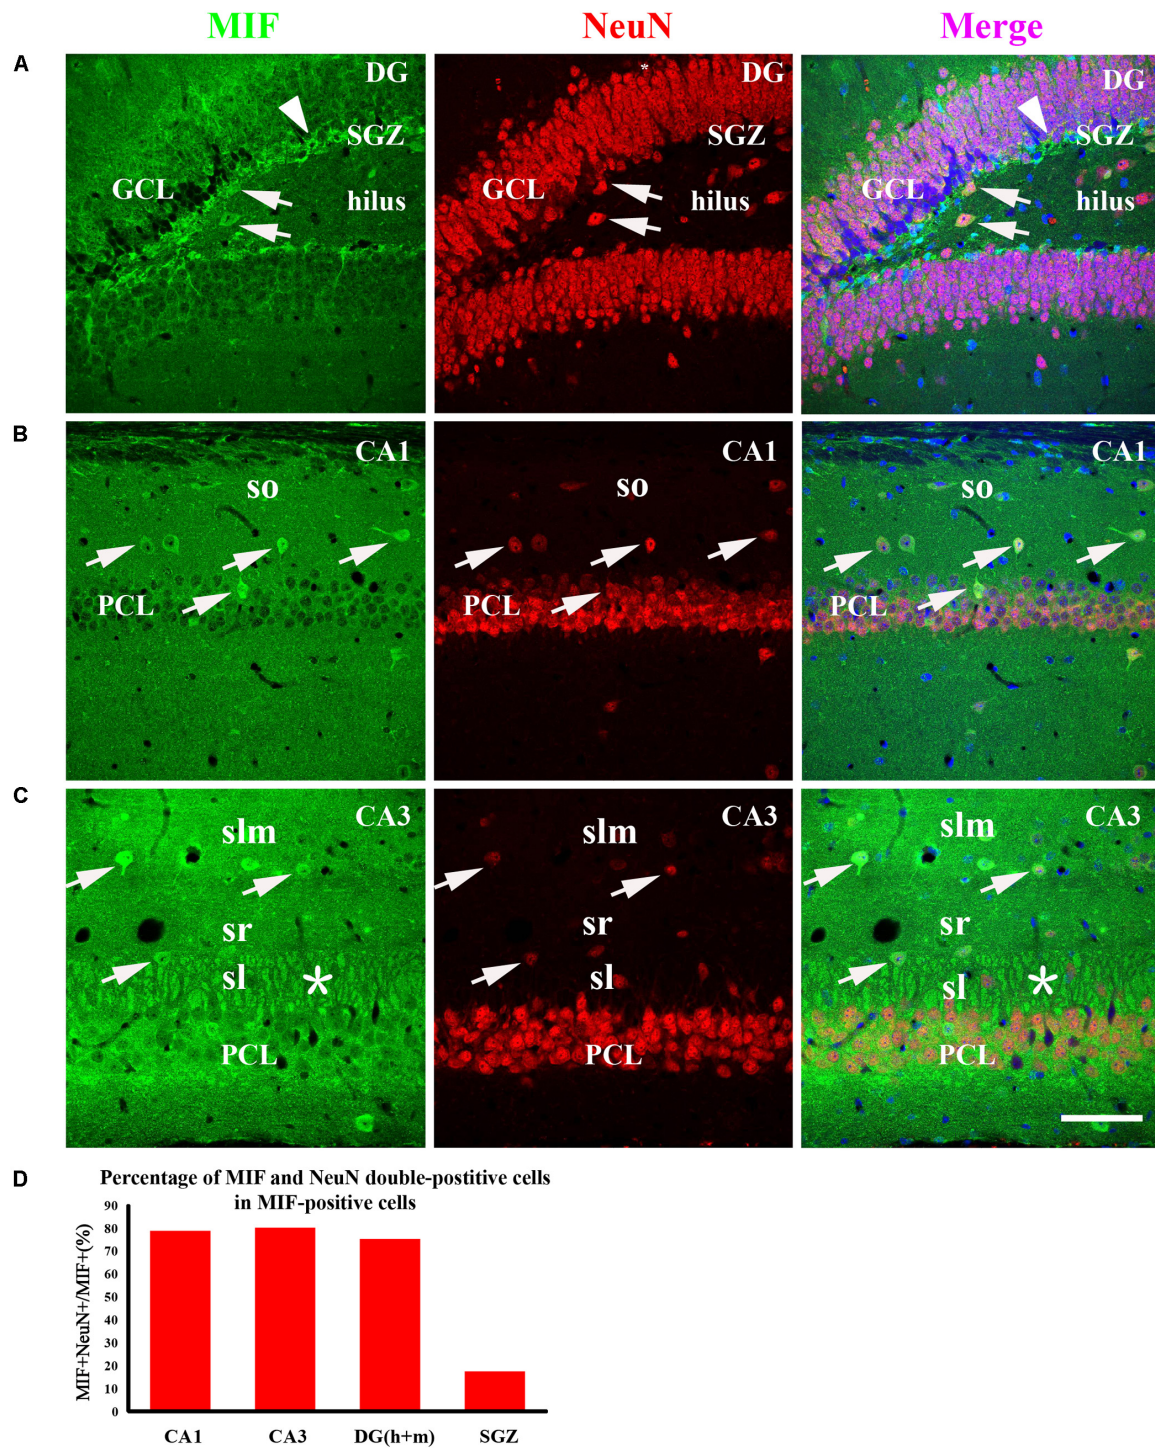 MIF NeuN Merge
A
DG DG DG
SGZ SGZ SGZ
GCL GCL GCL
hilus hilus hilus
*
B
CA1 CA1 CA1
so so so
PCL PCL PCL
C
CA3 CA3 CA3
slm slm slm
sr sr sr
sl * sl sl *
PCL PCL PCL
D
Percentage of MIF and NeuN double-postitive cells
in MIF-positive cells
MIF+NeuN+/MIF+(%)
90
80
70
60
50
40
30
20
10
0
CA1 CA3 DG(h+m) SGZ